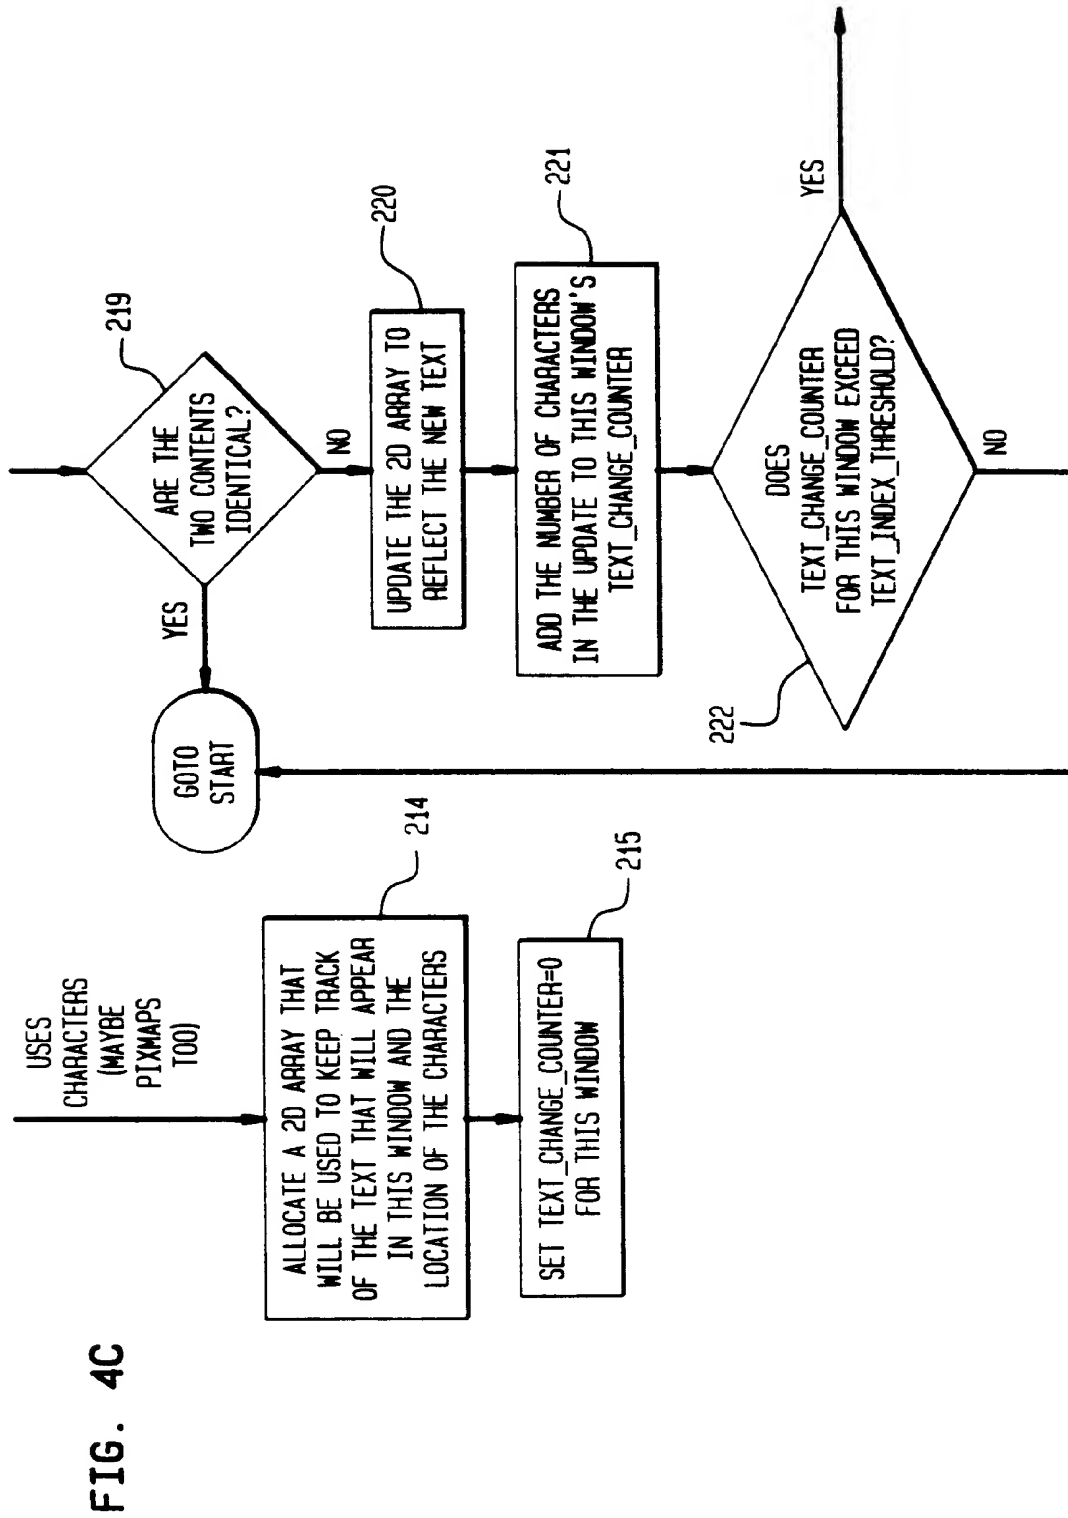 FIG. 4C
USES
CHARACTERS
(MAYBE
PIXMAPS
TOO)
ALLOCATE A 2D ARRAY THAT
WILL BE USED TO KEEP TRACK
OF THE TEXT THAT WILL APPEAR
IN THIS WINDOW AND THE
LOCATION OF THE CHARACTERS
214
SET TEXT_CHANGE_COUNTER=0
FOR THIS WINDOW
215
GOTO
START
YES
ARE THE
TWO CONTENTS
IDENTICAL?
219
NO
UPDATE THE 2D ARRAY TO
REFLECT THE NEW TEXT
220
ADD THE NUMBER OF CHARACTERS
IN THE UPDATE TO THIS WINDOW'S
TEXT_CHANGE_COUNTER
221
222
DOES
TEXT_CHANGE_COUNTER
FOR THIS WINDOW EXCEED
TEXT_INDEX_THRESHOLD?
YES
NO